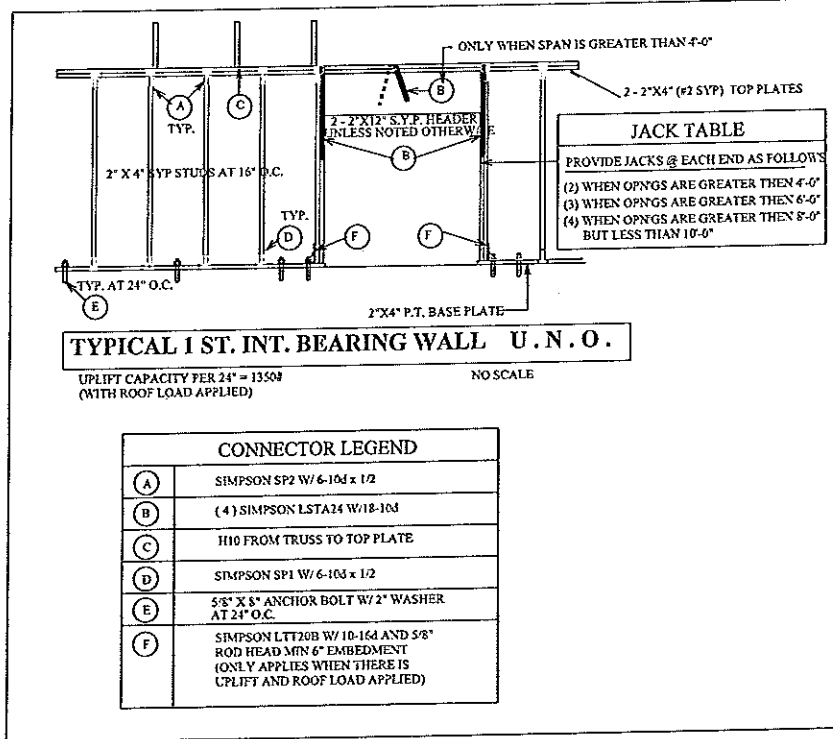 ONLY WHEN SPAN IS GREATER THAN 4'-0"
B
2 - 2"X4" (#2 SYP) TOP PLATES
A
TYP.
C
2 - 2"X12" S.Y.P. HEADER
UNLESS NOTED OTHERWISE
B
2" X 4" SYP STUDS AT 16" O.C.
JACK TABLE
PROVIDE JACKS @ EACH END AS FOLLOWS
(2) WHEN OPN'GS ARE GREATER THEN 4'-0"
(3) WHEN OPN'GS ARE GREATER THEN 6'-0"
(4) WHEN OPN'GS ARE GREATER THEN 8'-0"
BUT LESS THAN 10'-0"
TYP.
D
F
F
TYP. AT 24" O.C.
E
2"X4" P.T. BASE PLATE
TYPICAL 1 ST. INT. BEARING WALL U.N.O.
UPLIFT CAPACITY PER 24" = 1350#
(WITH ROOF LOAD APPLIED)
NO SCALE
CONNECTOR LEGEND
A SIMPSON SP2 W/ 6-10d x 1/2
B (4) SIMPSON LSTA24 W/18-10d
C H10 FROM TRUSS TO TOP PLATE
D SIMPSON SP1 W/ 6-10d x 1/2
E 5/8" X 8" ANCHOR BOLT W/ 2" WASHER
AT 24" O.C.
F SIMPSON LTT20B W/ 10-16d AND 5/8"
ROD HEAD MIN 6" EMBEDMENT
(ONLY APPLIES WHEN THERE IS
UPLIFT AND ROOF LOAD APPLIED)